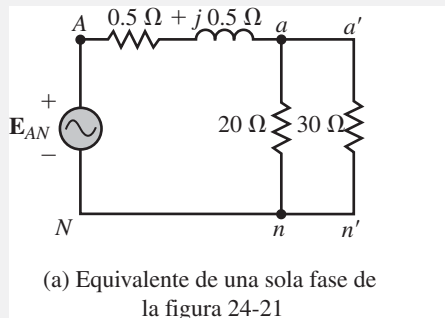 A 0.5 Ω + j 0.5 Ω a a′
+
E_AN 20 Ω 30 Ω
−
N n n′
(a) Equivalente de una sola fase de
la figura 24-21